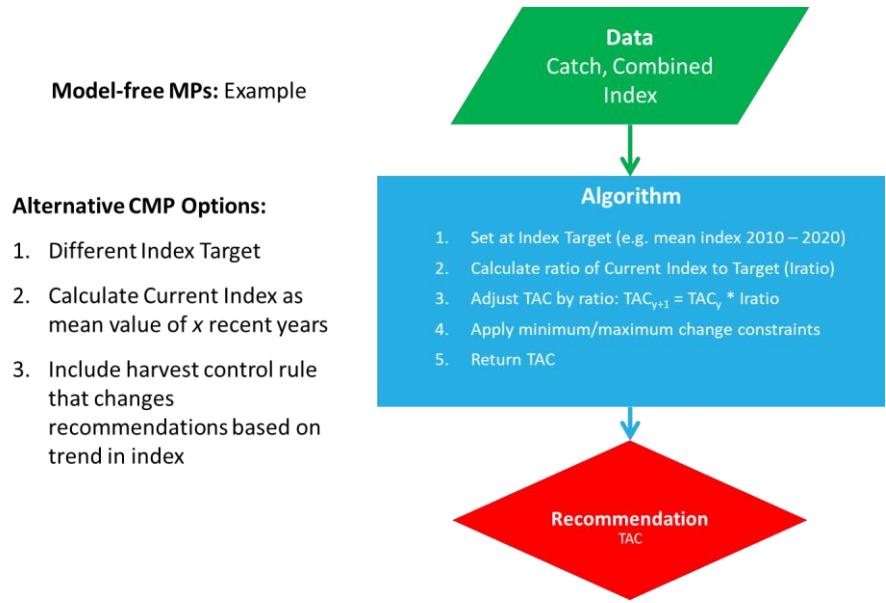 Model-free MPs: Example
Alternative CMP Options:
1. Different Index Target
2. Calculate Current Index as
mean value of x recent years
3. Include harvest control rule
that changes
recommendations based on
trend in index
Data
Catch, Combined
Index
Algorithm
1. Set at Index Target (e.g. mean index 2010 – 2020)
2. Calculate ratio of Current Index to Target (Iratio)
3. Adjust TAC by ratio: TACy+1 = TACy * Iratio
4. Apply minimum/maximum change constraints
5. Return TAC
Recommendation
TAC